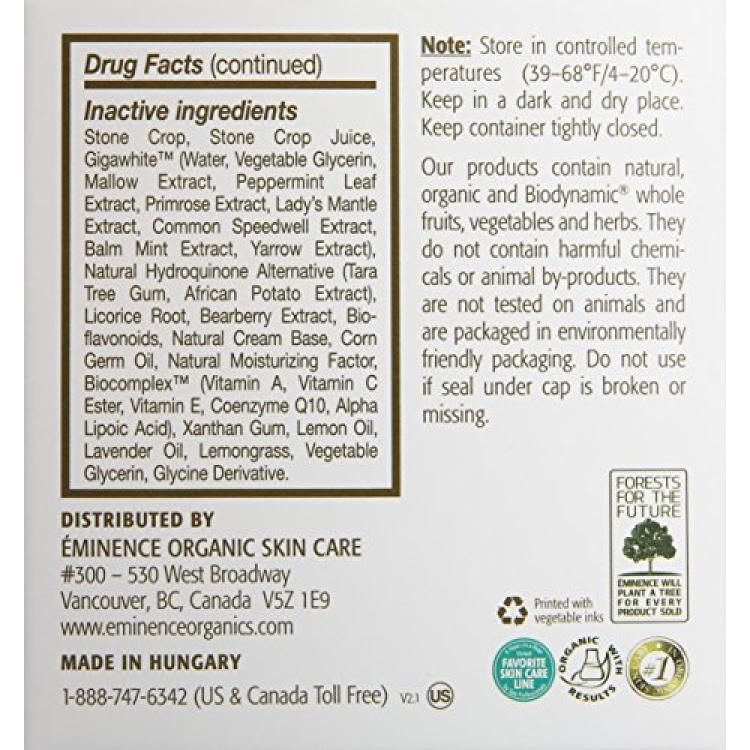 Drug Facts (continued)
Inactive ingredients
Stone Crop, Stone Crop Juice,
Gigawhite™ (Water, Vegetable Glycerin,
Mallow Extract, Peppermint Leaf
Extract, Primrose Extract, Lady's Mantle
Extract, Common Speedwell Extract,
Balm Mint Extract, Yarrow Extract),
Natural Hydroquinone Alternative (Tara
Tree Gum, African Potato Extract),
Licorice Root, Bearberry Extract, Bio-
flavonoids, Natural Cream Base, Corn
Germ Oil, Natural Moisturizing Factor,
Biocomplex™ (Vitamin A, Vitamin C
Ester, Vitamin E, Coenzyme Q10, Alpha
Lipoic Acid), Xanthan Gum, Lemon Oil,
Lavender Oil, Lemongrass, Vegetable
Glycerin, Glycine Derivative.
DISTRIBUTED BY
ÉMINENCE ORGANIC SKIN CARE
#300 – 530 West Broadway
Vancouver, BC, Canada V5Z 1E9
www.eminenceorganics.com
MADE IN HUNGARY
1-888-747-6342 (US & Canada Toll Free) V2.1 US
Note: Store in controlled tem-
peratures (39–68°F/4–20°C).
Keep in a dark and dry place.
Keep container tightly closed.
Our products contain natural,
organic and Biodynamic® whole
fruits, vegetables and herbs. They
do not contain harmful chemi-
cals or animal by-products. They
are not tested on animals and
are packaged in environmentally
friendly packaging. Do not use
if seal under cap is broken or
missing.
FORESTS
FOR THE
FUTURE
ÉMINENCE WILL
PLANT A TREE
FOR EVERY
PRODUCT SOLD
Printed with
vegetable inks
FAVORITE
SKIN CARE
LINE
ORGANIC WITH
RESULTS
#1